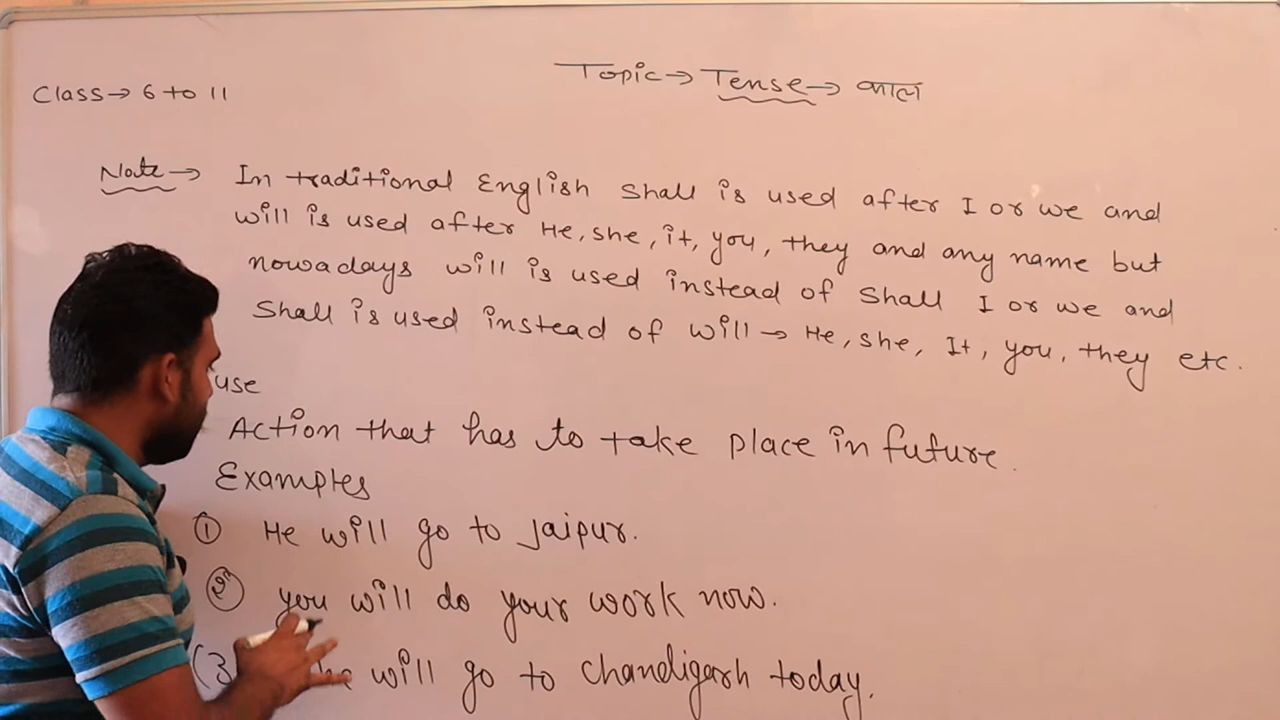 Topic → Tense → काल
Class → 6 to 11
Note → In traditional English shall is used after I or we and
will is used after He, she, it, you, they and any name but
nowadays will is used instead of shall I or we and
shall is used instead of will → He, she, It, you, they etc.
use
Action that has to take place in future.
Examples
① He will go to Jaipur.
② you will do your work now.
(3 will go to Chandigarh today.